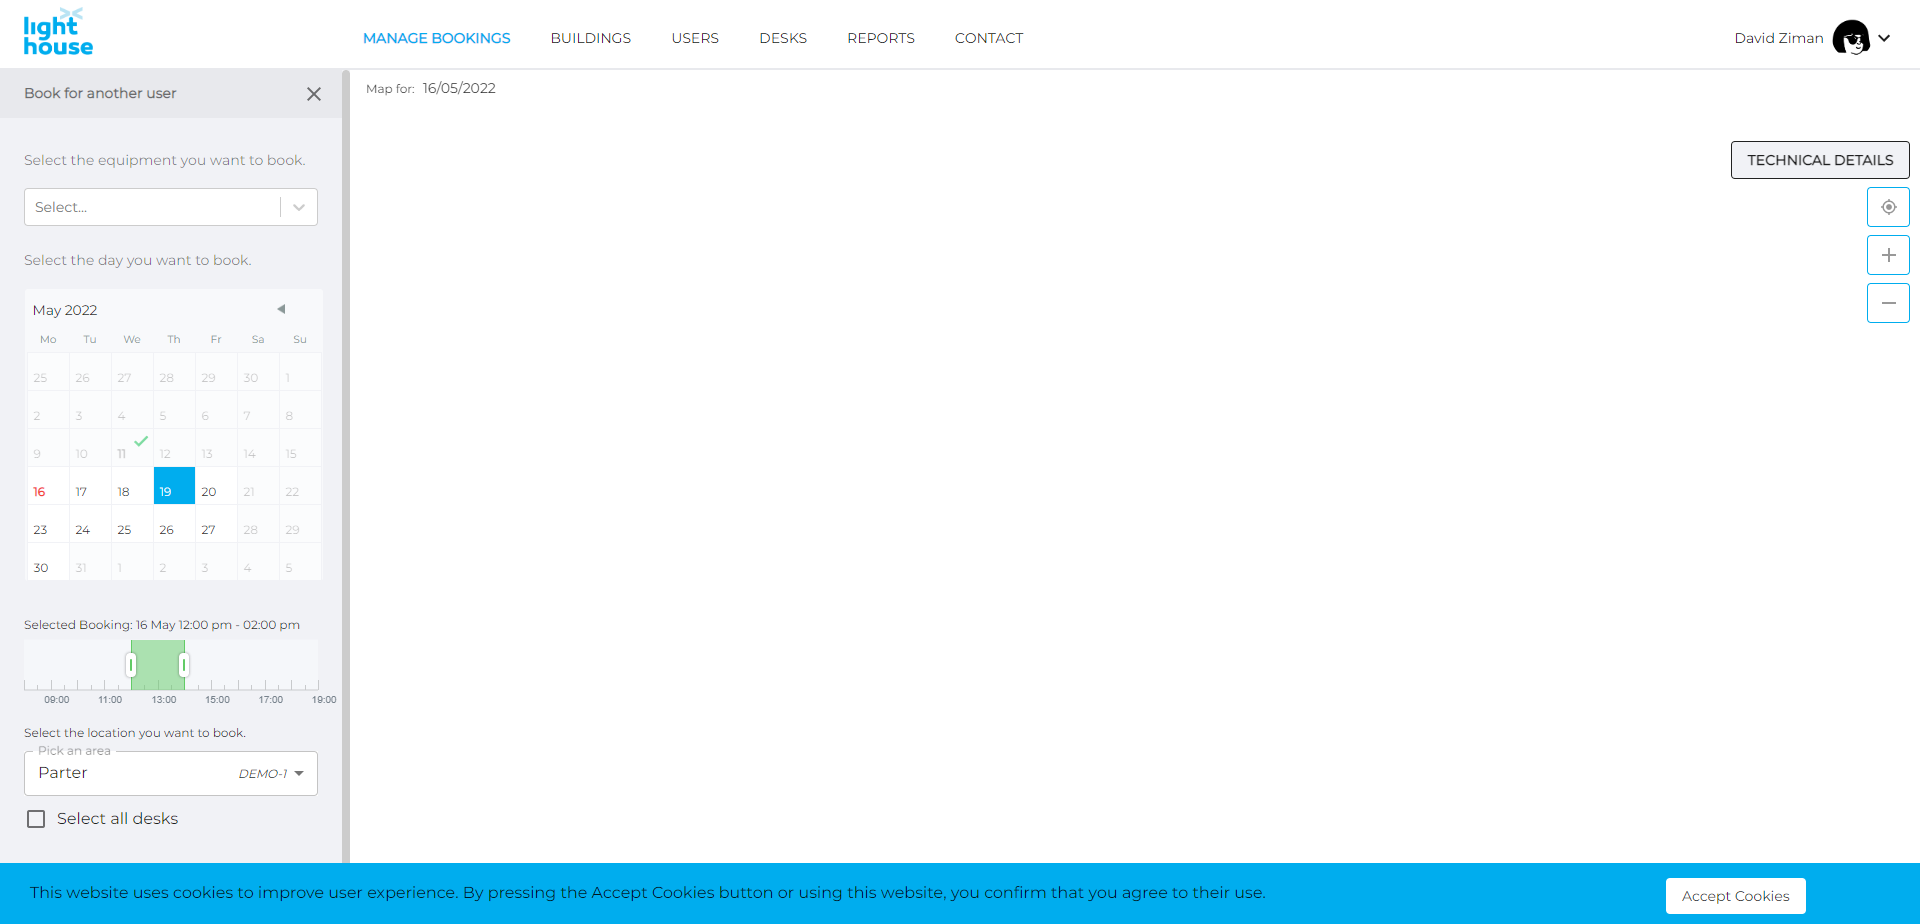 light
house
MANAGE BOOKINGS BUILDINGS USERS DESKS REPORTS CONTACT
David Ziman
Book for another user
Select the equipment you want to book.
Select...
Select the day you want to book.
May 2022
Mo Tu We Th Fr Sa Su
25 26 27 28 29 30 1
2 3 4 5 6 7 8
9 10 11 12 13 14 15
16 17 18 19 20 21 22
23 24 25 26 27 28 29
30 31 1 2 3 4 5
Selected Booking: 16 May 12:00 pm - 02:00 pm
09:00 11:00 13:00 15:00 17:00 19:00
Select the location you want to book.
Pick an area
Parter DEMO-1
Select all desks
Map for: 16/05/2022
TECHNICAL DETAILS
This website uses cookies to improve user experience. By pressing the Accept Cookies button or using this website, you confirm that you agree to their use.
Accept Cookies